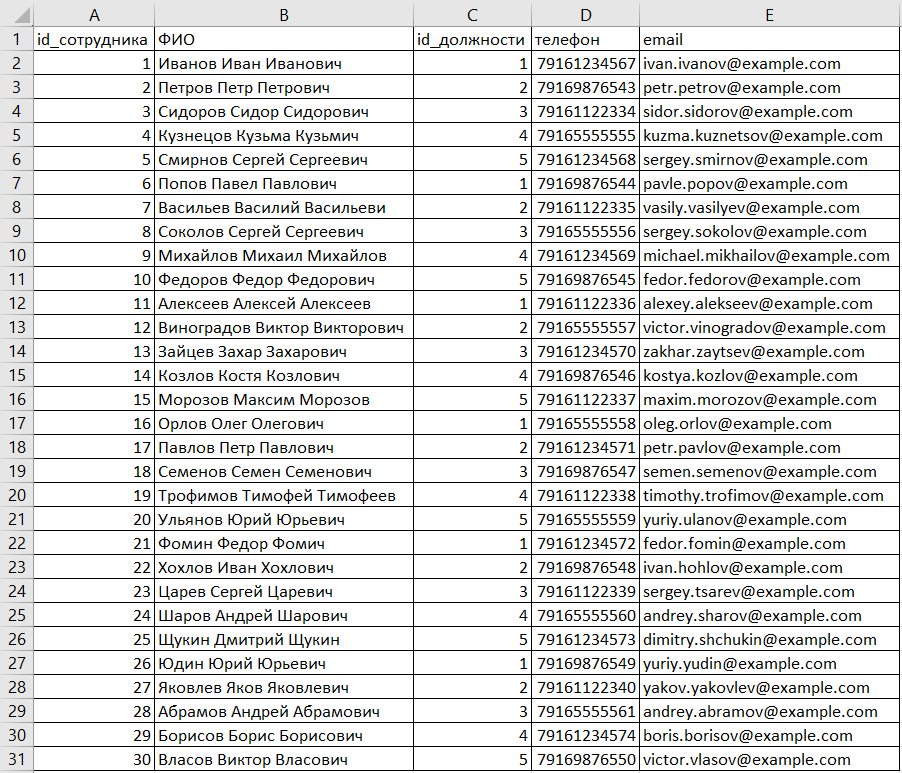 A B C D E
1 id_сотрудника ФИО id_должности телефон email
2 1 Иванов Иван Иванович 1 79161234567 ivan.ivanov@example.com
3 2 Петров Петр Петрович 2 79169876543 petr.petrov@example.com
4 3 Сидоров Сидор Сидорович 3 79161122334 sidor.sidorov@example.com
5 4 Кузнецов Кузьма Кузьмич 4 79165555555 kuzma.kuznetsov@example.com
6 5 Смирнов Сергей Сергеевич 5 79161234568 sergey.smirnov@example.com
7 6 Попов Павел Павлович 1 79169876544 pavle.popov@example.com
8 7 Васильев Василий Васильеви 2 79161122335 vasily.vasilyev@example.com
9 8 Соколов Сергей Сергеевич 3 79165555556 sergey.sokolov@example.com
10 9 Михайлов Михаил Михайлов 4 79161234569 michael.mikhailov@example.com
11 10 Федоров Федор Федорович 5 79169876545 fedor.fedorov@example.com
12 11 Алексеев Алексей Алексеев 1 79161122336 alexey.alekseev@example.com
13 12 Виноградов Виктор Викторович 2 79165555557 victor.vinogradov@example.com
14 13 Зайцев Захар Захарович 3 79161234570 zakhar.zaytsev@example.com
15 14 Козлов Костя Козлович 4 79169876546 kostya.kozlov@example.com
16 15 Морозов Максим Морозов 5 79161122337 maxim.morozov@example.com
17 16 Орлов Олег Олегович 1 79165555558 oleg.orlov@example.com
18 17 Павлов Петр Павлович 2 79161234571 petr.pavlov@example.com
19 18 Семенов Семен Семенович 3 79169876547 semen.semenov@example.com
20 19 Трофимов Тимофей Тимофеев 4 79161122338 timothy.trofimov@example.com
21 20 Ульянов Юрий Юрьевич 5 79165555559 yuriy.ulanov@example.com
22 21 Фомин Федор Фомич 1 79161234572 fedor.fomin@example.com
23 22 Хохлов Иван Хохлович 2 79169876548 ivan.hohlov@example.com
24 23 Царев Сергей Царевич 3 79161122339 sergey.tsarev@example.com
25 24 Шаров Андрей Шарович 4 79165555560 andrey.sharov@example.com
26 25 Щукин Дмитрий Щукин 5 79161234573 dimitry.shchukin@example.com
27 26 Юдин Юрий Юрьевич 1 79169876549 yuriy.yudin@example.com
28 27 Яковлев Яков Яковлевич 2 79161122340 yakov.yakovlev@example.com
29 28 Абрамов Андрей Абрамович 3 79165555561 andrey.abramov@example.com
30 29 Борисов Борис Борисович 4 79161234574 boris.borisov@example.com
31 30 Власов Виктор Власович 5 79169876550 victor.vlasov@example.com